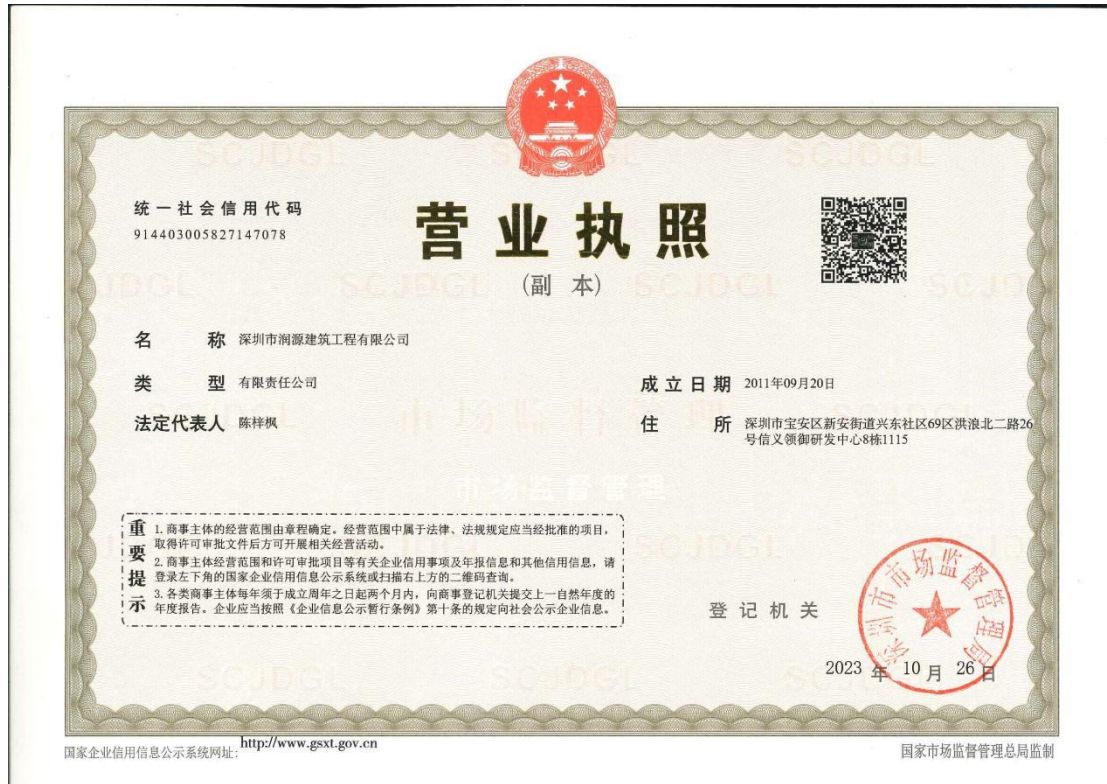 统一社会信用代码
914403005827147078
营业执照
(副 本)
名 称 深圳市润源建筑工程有限公司
类 型 有限责任公司
法定代表人 陈梓枫
成立日期 2011年09月20日
住 所 深圳市宝安区新安街道兴东社区69区洪浪北二路26
号信义领御研发中心8栋1115
重要提示
1. 商事主体的经营范围由章程确定。经营范围中属于法律、法规规定应当经批准的项目,
取得许可审批文件后方可开展相关经营活动。
2. 商事主体经营范围和许可审批项目等有关企业信用事项及年报信息和其他信用信息,请
登录左下角的国家企业信用信息公示系统或扫描右上方的二维码查询。
3. 各类商事主体每年须于成立周年之日起两个月内,向商事登记机关提交上一自然年度的
年度报告。企业应当按照《企业信息公示暂行条例》第十条的规定向社会公示企业信息。
登记机关
深圳市市场监督管理局
2023 年 10 月 26 日
国家企业信用信息公示系统网址: http://www.gsxt.gov.cn
国家市场监督管理总局监制
SCJDGL
市场监督管理